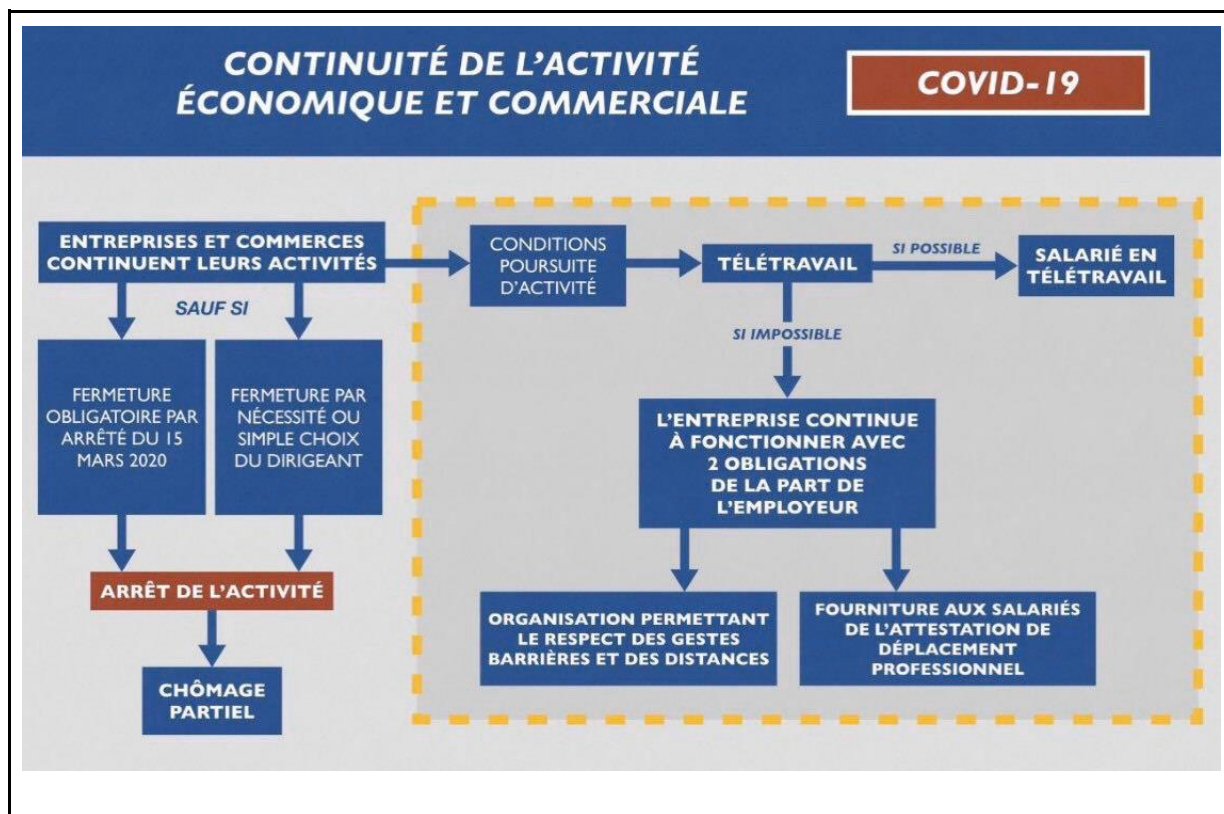 CONTINUITÉ DE L'ACTIVITÉ
ÉCONOMIQUE ET COMMERCIALE
COVID-19
ENTREPRISES ET COMMERCES
CONTINUENT LEURS ACTIVITÉS
SAUF SI
FERMETURE
OBLIGATOIRE PAR
ARRÊTÉ DU 15
MARS 2020
FERMETURE PAR
NÉCESSITÉ OU
SIMPLE CHOIX
DU DIRIGEANT
ARRÊT DE L'ACTIVITÉ
CHÔMAGE
PARTIEL
CONDITIONS
POURSUITE
D'ACTIVITÉ
TÉLÉTRAVAIL
SI POSSIBLE
SALARIÉ EN
TÉLÉTRAVAIL
SI IMPOSSIBLE
L'ENTREPRISE CONTINUE
À FONCTIONNER AVEC
2 OBLIGATIONS
DE LA PART DE
L'EMPLOYEUR
ORGANISATION PERMETTANT
LE RESPECT DES GESTES
BARRIÈRES ET DES DISTANCES
FOURNITURE AUX SALARIÉS
DE L'ATTESTATION DE
DÉPLACEMENT
PROFESSIONNEL